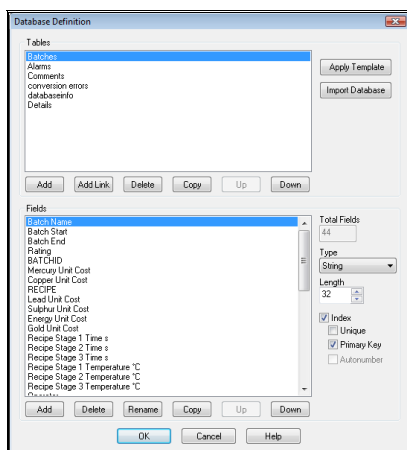 Database Definition
Tables
Batches
Alarms
Comments
conversion errors
databaseinfo
Details
Apply Template
Import Database
Add Add Link Delete Copy Up Down
Fields
Batch Name
Batch Start
Batch End
Rating
BATCHID
Mercury Unit Cost
Copper Unit Cost
RECIPE
Lead Unit Cost
Sulphur Unit Cost
Energy Unit Cost
Gold Unit Cost
Recipe Stage 1 Time s
Recipe Stage 2 Time s
Recipe Stage 3 Time s
Recipe Stage 1 Temperature °C
Recipe Stage 2 Temperature °C
Recipe Stage 3 Temperature °C
Total Fields
44
Type
String
Length
32
Index
Unique
Primary Key
Autonumber
Add Delete Rename Copy Up Down
OK Cancel Help